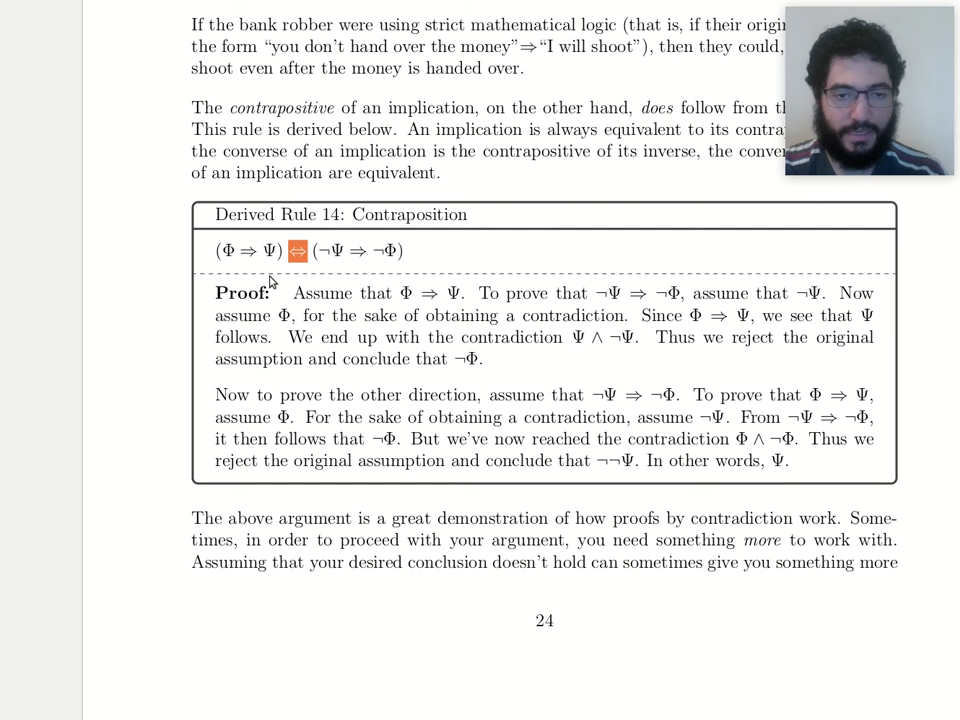 If the bank robber were using strict mathematical logic (that is, if their
the form “you don’t hand over the money”⇒“I will shoot”), then they could,
shoot even after the money is handed over.
The contrapositive of an implication, on the other hand, does follow from
This rule is derived below. An implication is always equivalent to its
the converse of an implication is the contrapositive of its inverse, the
of an implication are equivalent.
Derived Rule 14: Contraposition
(Φ ⇒ Ψ) ⇔ (¬Ψ ⇒ ¬Φ)
Proof: Assume that Φ ⇒ Ψ. To prove that ¬Ψ ⇒ ¬Φ, assume that ¬Ψ. Now
assume Φ, for the sake of obtaining a contradiction. Since Φ ⇒ Ψ, we see that Ψ
follows. We end up with the contradiction Ψ ∧ ¬Ψ. Thus we reject the original
assumption and conclude that ¬Φ.
Now to prove the other direction, assume that ¬Ψ ⇒ ¬Φ. To prove that Φ ⇒ Ψ,
assume Φ. For the sake of obtaining a contradiction, assume ¬Ψ. From ¬Ψ ⇒ ¬Φ,
it then follows that ¬Φ. But we’ve now reached the contradiction Φ ∧ ¬Φ. Thus we
reject the original assumption and conclude that ¬¬Ψ. In other words, Ψ.
The above argument is a great demonstration of how proofs by contradiction work. Some-
times, in order to proceed with your argument, you need something more to work with.
Assuming that your desired conclusion doesn’t hold can sometimes give you something more
24